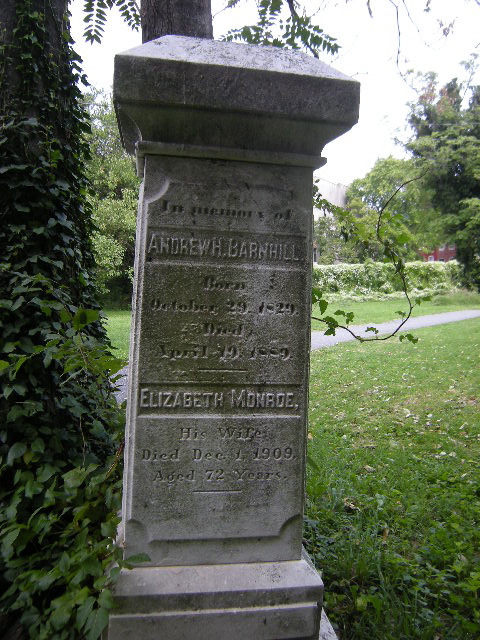 In memory of
ANDREW H. BARNHILL
Born
October 29, 1829.
Died
April 19, 1889.
ELIZABETH MONROE,
His Wife
Died Dec. 1, 1909.
Aged 72 Years.